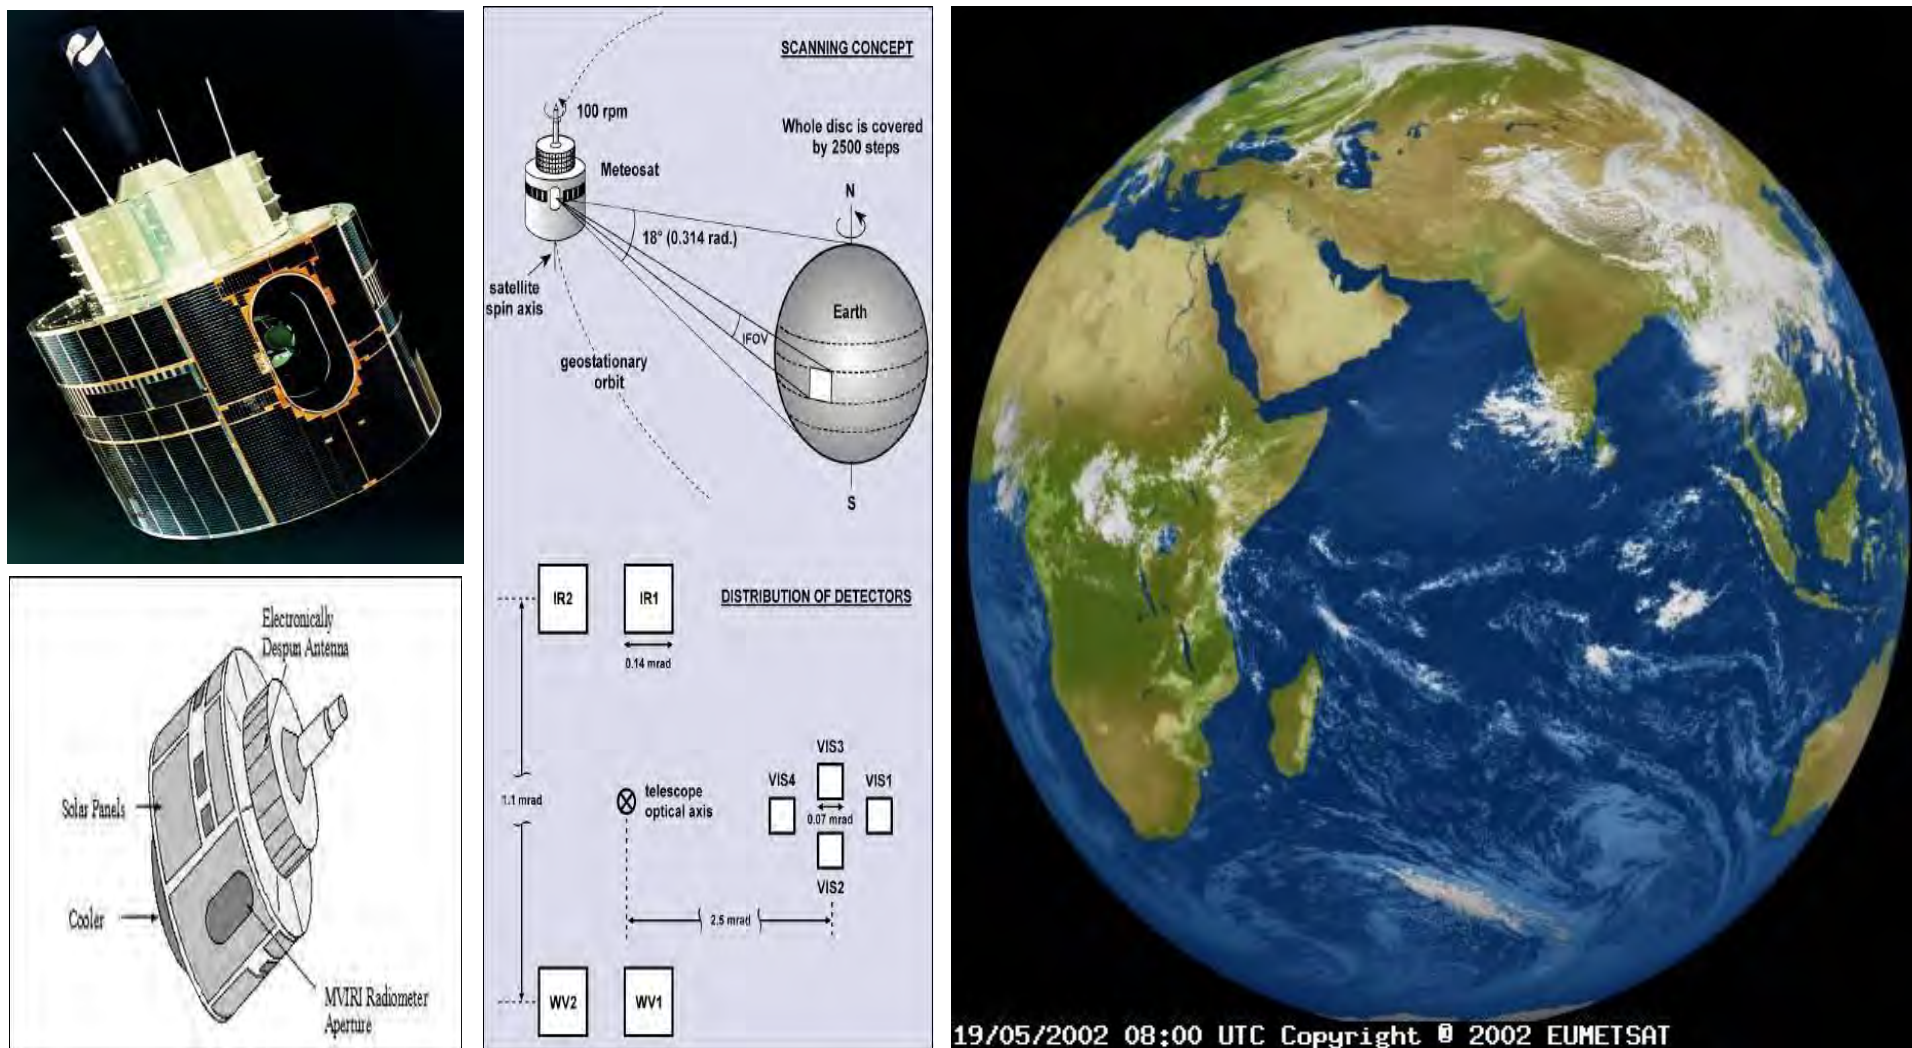 SCANNING CONCEPT
100 rpm
Whole disc is covered
by 2500 steps
Meteosat
N
18° (0.314 rad.)
satellite
spin axis
Earth
IFOV
geostationary
orbit
S
IR2
IR1
DISTRIBUTION OF DETECTORS
0.14 mrad
VIS3
VIS4
VIS1
telescope
optical axis
1.1 mrad
0.07 mrad
VIS2
2.5 mrad
WV2
WV1
Electronically
Despun Antenna
Solar Panels
Cooler
MVIRI Radiometer
Aperture
19/05/2002 08:00 UTC Copyright @ 2002 EUMETSAT